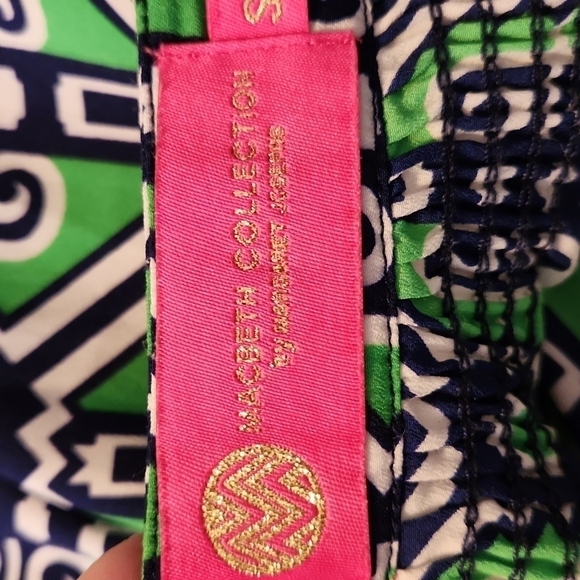 S
MACBETH COLLECTION
by MARGARET JOSEPHS